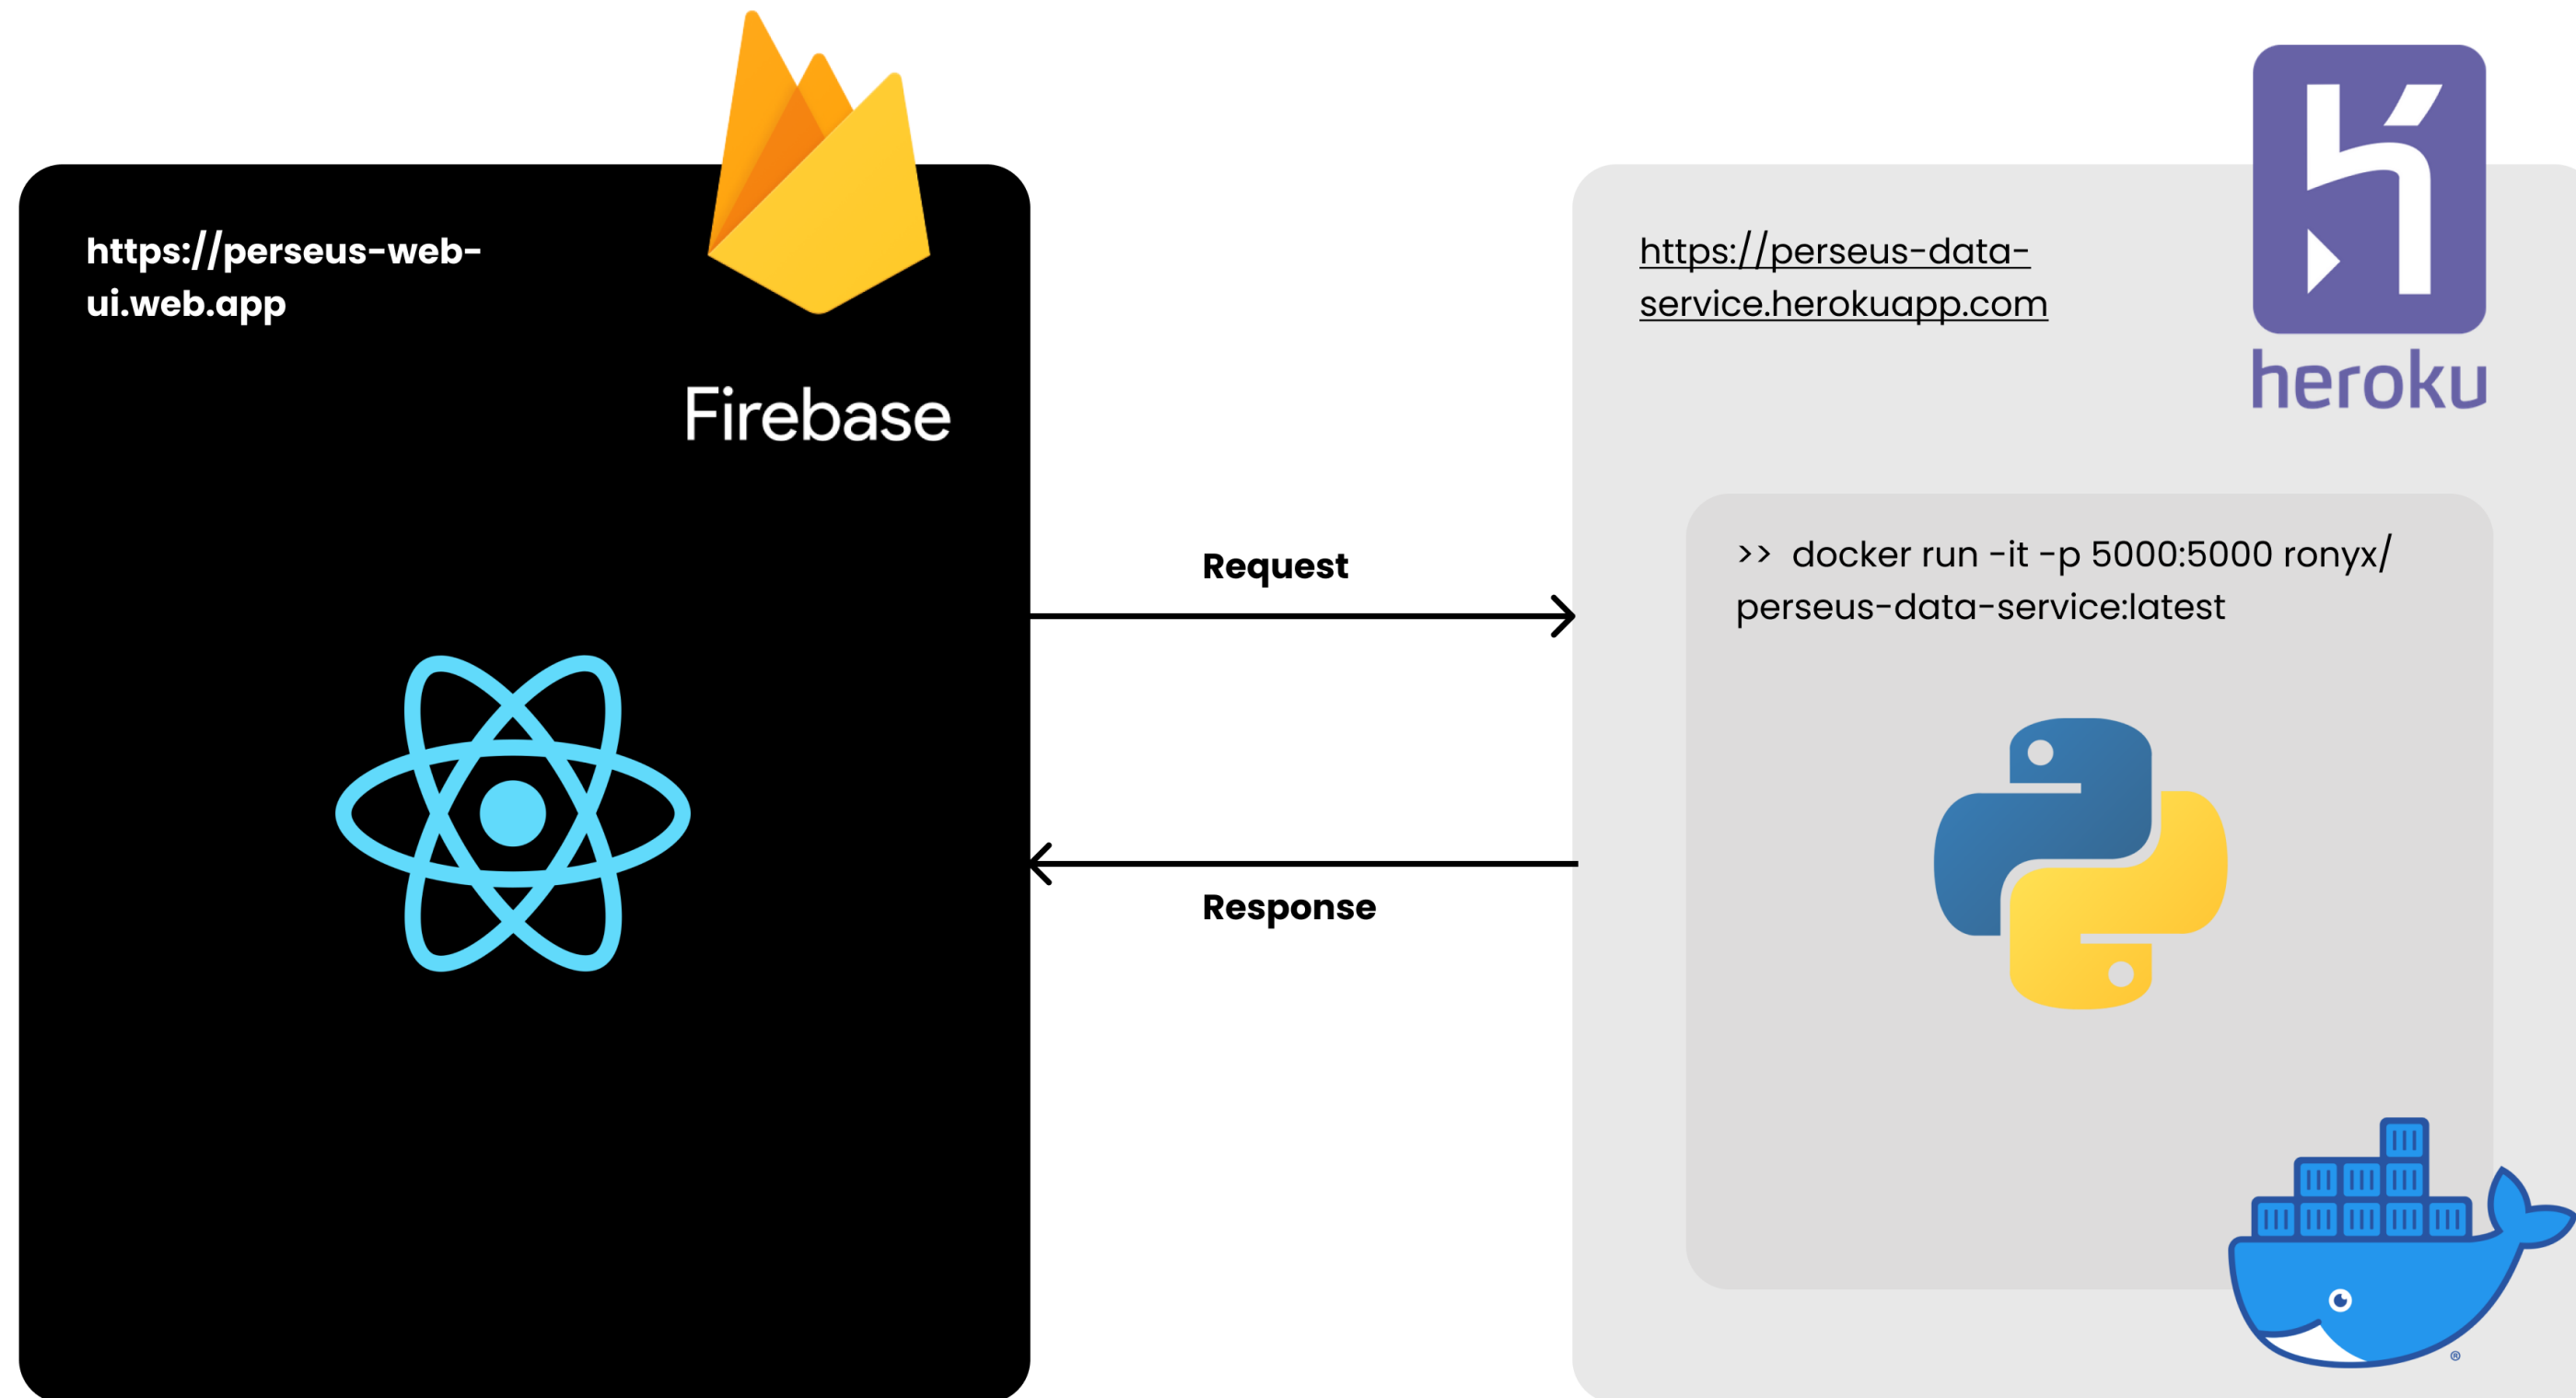 https://perseus-web-
ui.web.app
Firebase
Request
Response
https://perseus-data-
service.herokuapp.com
heroku
>> docker run -it -p 5000:5000 ronyx/
perseus-data-service:latest
®